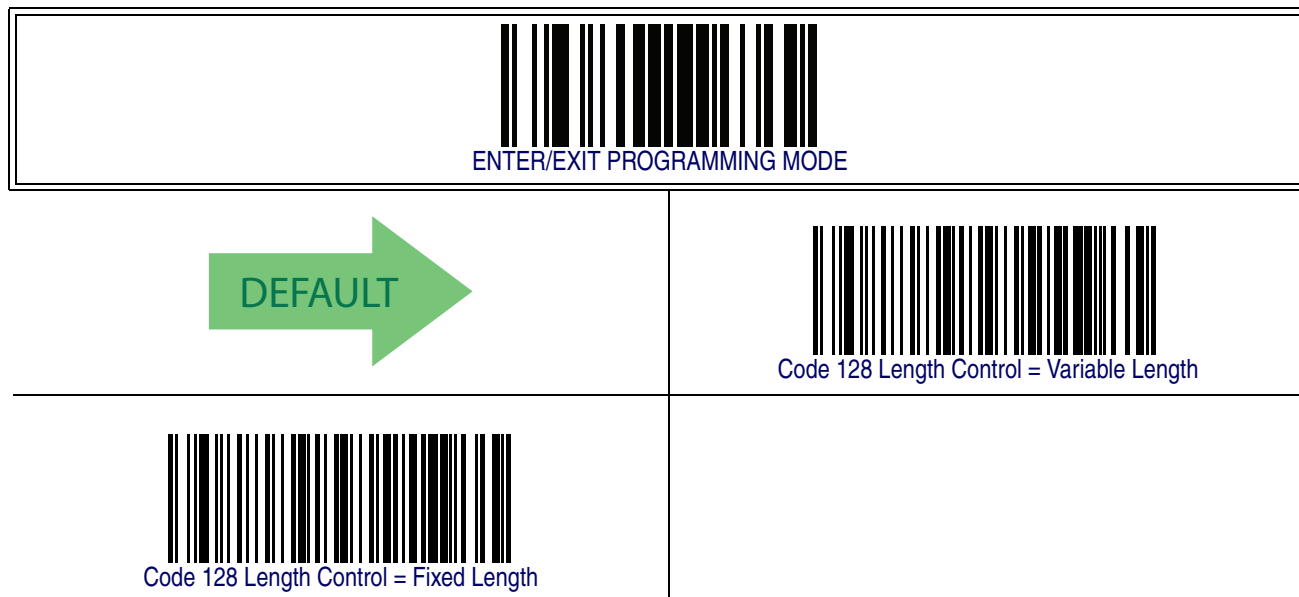 ENTER/EXIT PROGRAMMING MODE
DEFAULT
Code 128 Length Control = Variable Length
Code 128 Length Control = Fixed Length